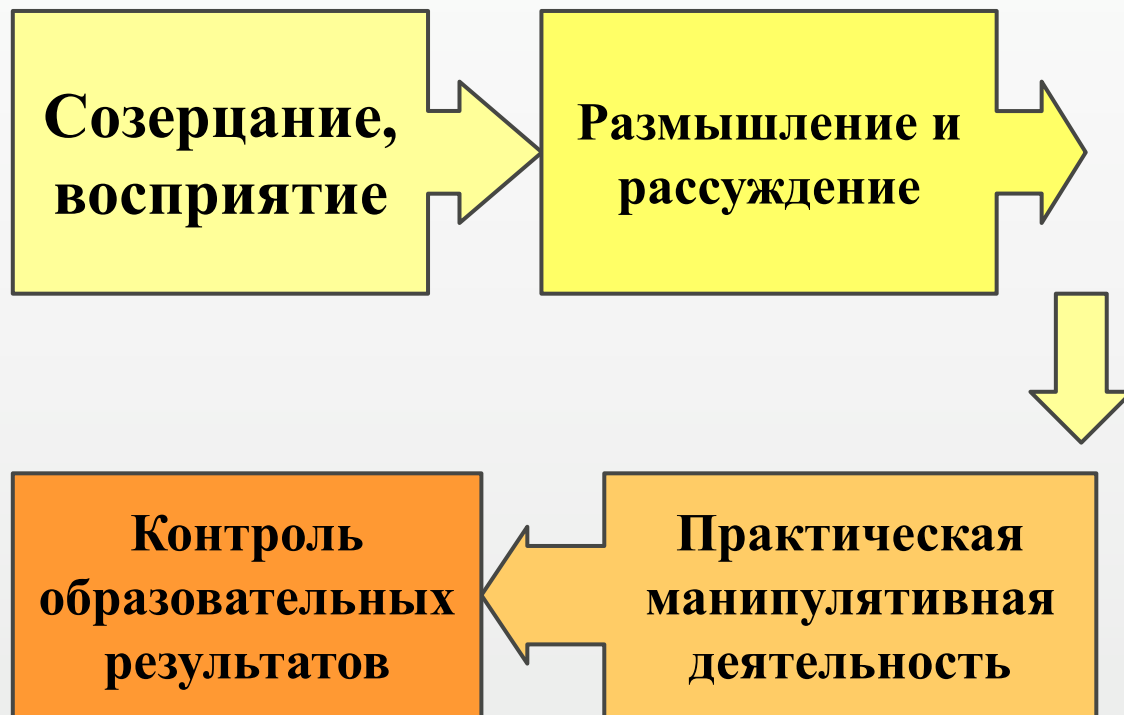 Созерцание,
восприятие
Размышление и
рассуждение
Практическая
манипулятивная
деятельность
Контроль
образовательных
результатов